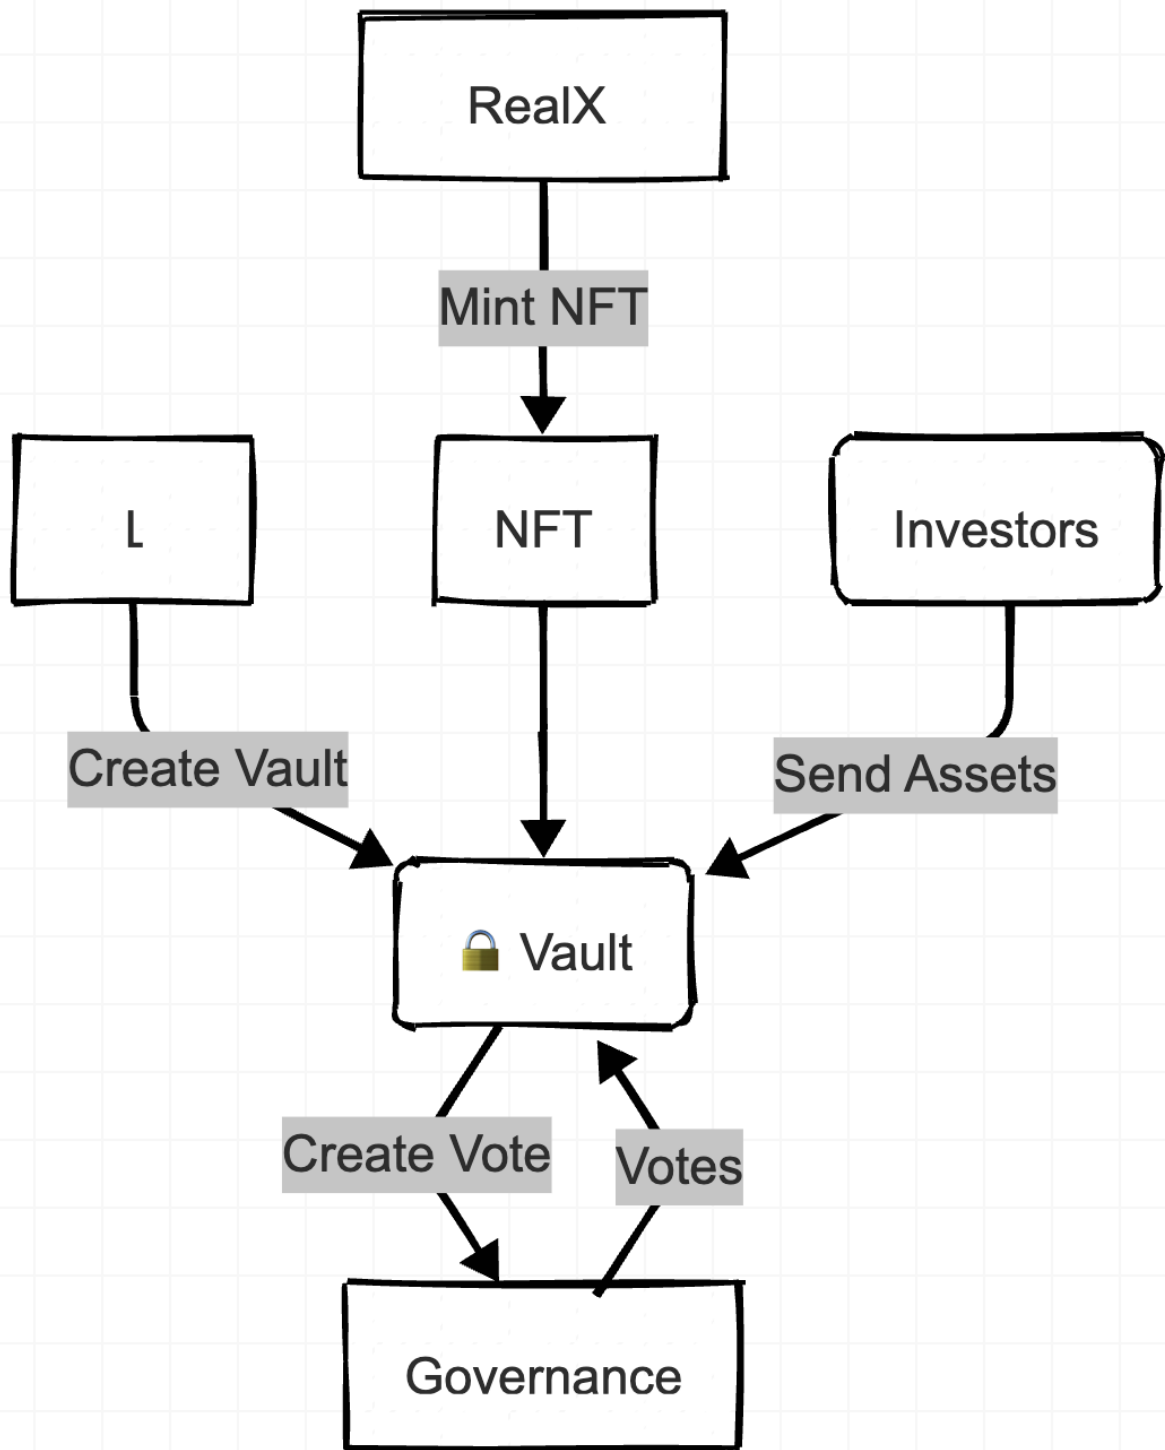 RealX
Mint NFT
L
NFT
Investors
Create Vault
Send Assets
🔒 Vault
Create Vote
Votes
Governance